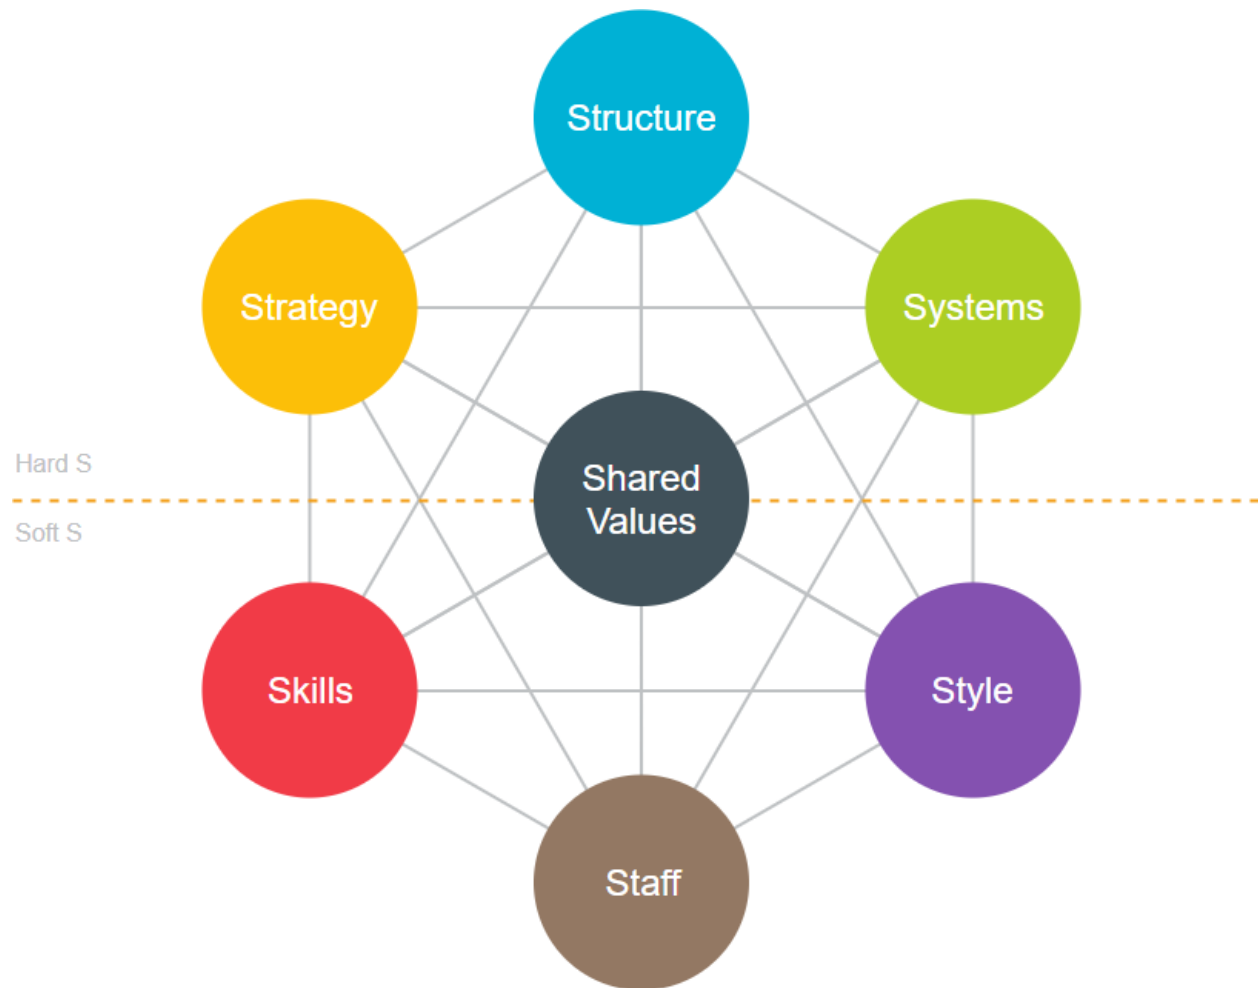 Structure
Strategy
Systems
Hard S
Shared
Values
Soft S
Skills
Style
Staff